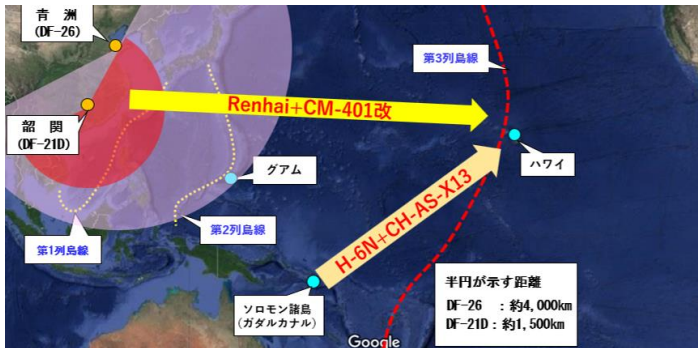 青 洲
(DF-26)
韶 関
(DF-21D)
Renhai+CM-401改
第3列島線
ハワイ
グアム
H-6N+CH-AS-X13
第1列島線
第2列島線
ソロモン諸島
(ガダルカナル)
半円が示す距離
DF-26 :約4,000km
DF-21D:約1,500km
Google